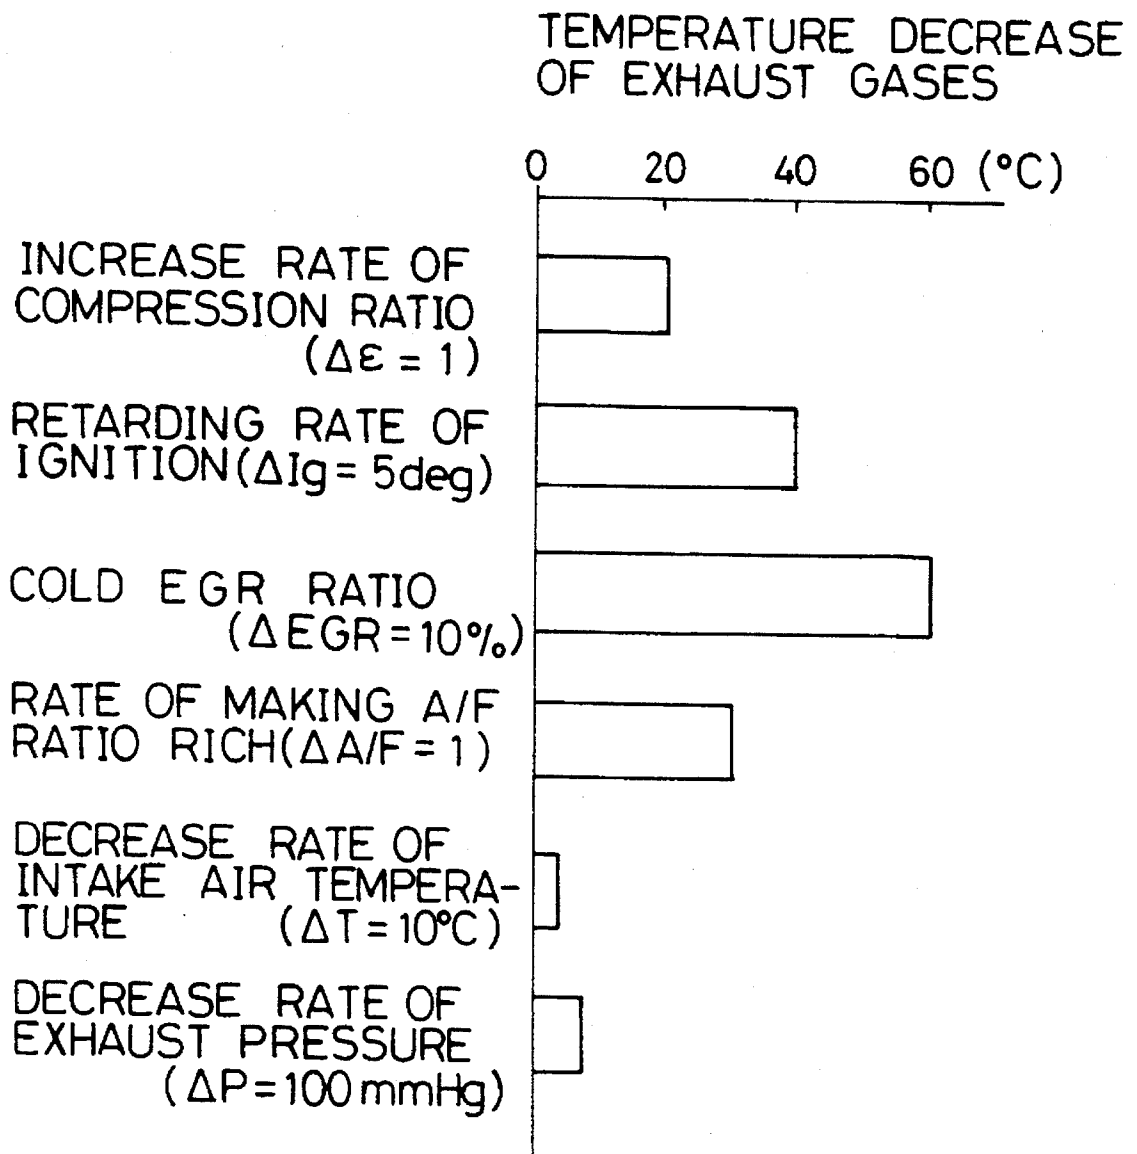 TEMPERATURE DECREASE
OF EXHAUST GASES
0 20 40 60 (°C)
INCREASE RATE OF
COMPRESSION RATIO
(Δε = 1)
RETARDING RATE OF
IGNITION(ΔIg = 5deg)
COLD EGR RATIO
(ΔEGR = 10%)
RATE OF MAKING A/F
RATIO RICH(ΔA/F = 1)
DECREASE RATE OF
INTAKE AIR TEMPERA-
TURE (ΔT = 10°C)
DECREASE RATE OF
EXHAUST PRESSURE
(ΔP = 100 mmHg)